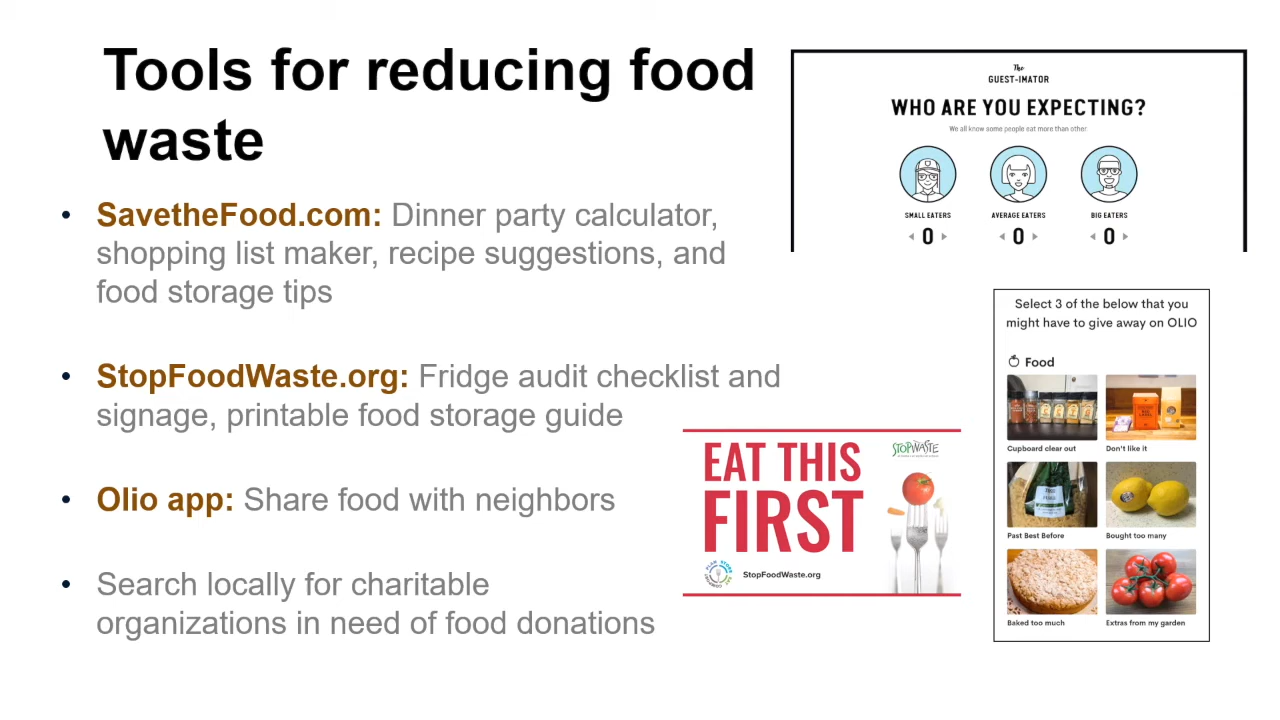 Tools for reducing food
waste
• SavetheFood.com: Dinner party calculator,
shopping list maker, recipe suggestions, and
food storage tips
• StopFoodWaste.org: Fridge audit checklist and
signage, printable food storage guide
• Olio app: Share food with neighbors
• Search locally for charitable
organizations in need of food donations
The
GUEST-IMATOR
WHO ARE YOU EXPECTING?
We all know some people eat more than other
SMALL EATERS AVERAGE EATERS BIG EATERS
0 0 0
EAT THIS
FIRST
STOPWASTE
StopFoodWaste.org
Select 3 of the below that you
might have to give away on OLIO
Food
Cupboard clear out Don't like it
Past Best Before Bought too many
Baked too much Extras from my garden